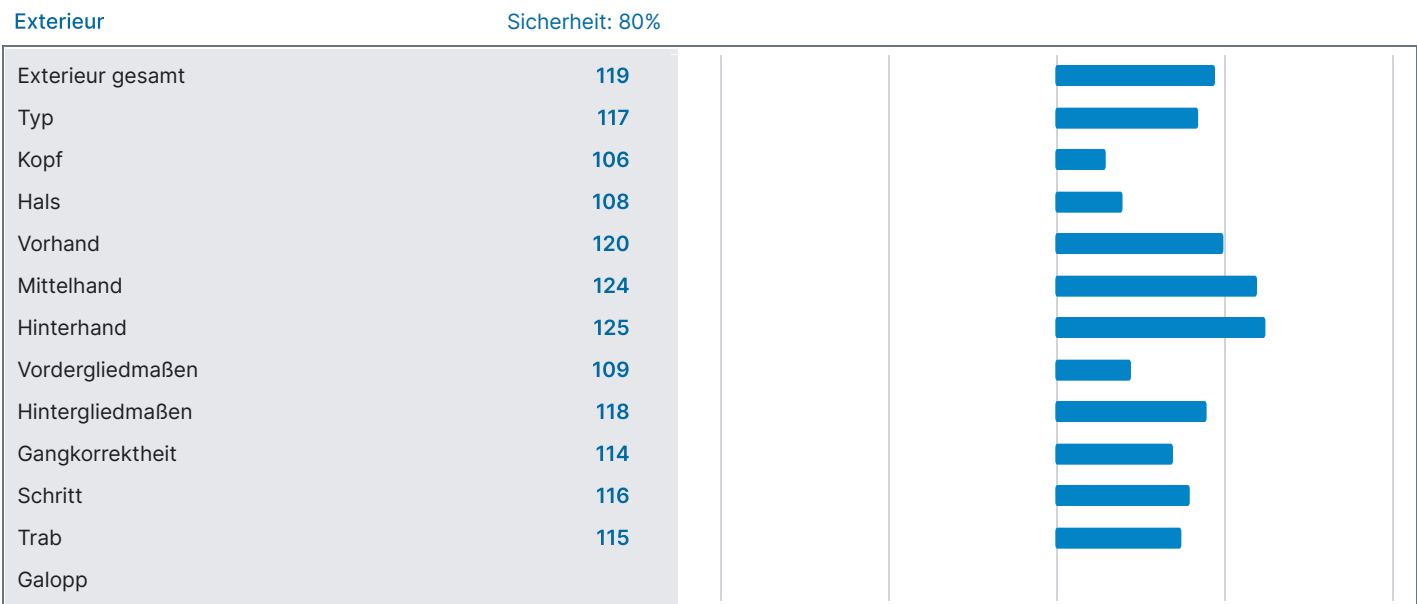 Exterieur Sicherheit: 80%
Exterieur gesamt 119
Typ 117
Kopf 106
Hals 108
Vorhand 120
Mittelhand 124
Hinterhand 125
Vordergliedmaßen 109
Hintergliedmaßen 118
Gangkorrektheit 114
Schritt 116
Trab 115
Galopp